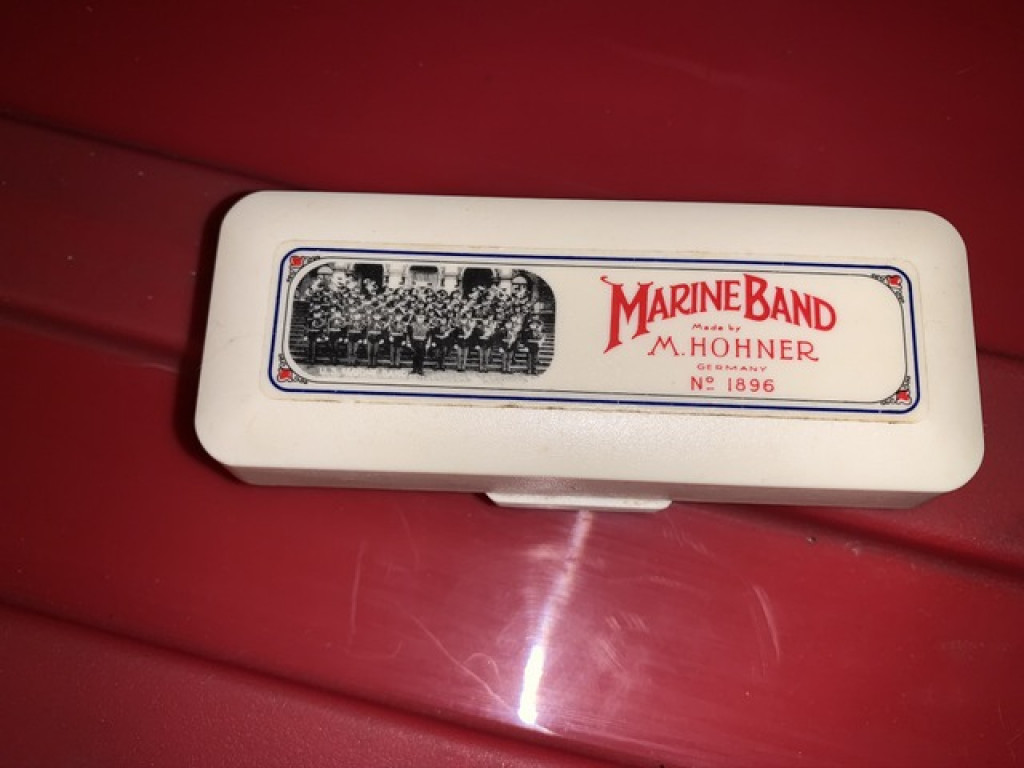 MARINE BAND
Made by
M. HOHNER
GERMANY
Nº 1896